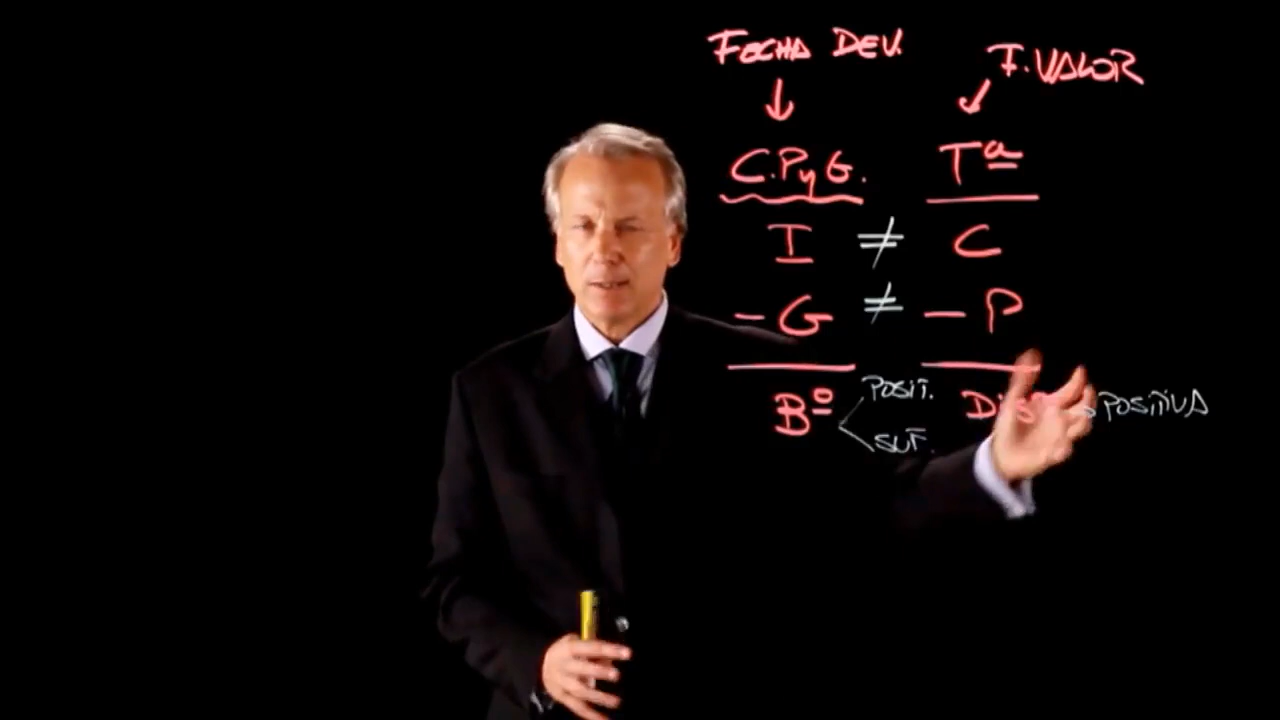 FECHA DEV. F. VALOR
C.PyG. Tª
I ≠ C
- G ≠ - P
Bº POSIT. POSITIVA
SUF.